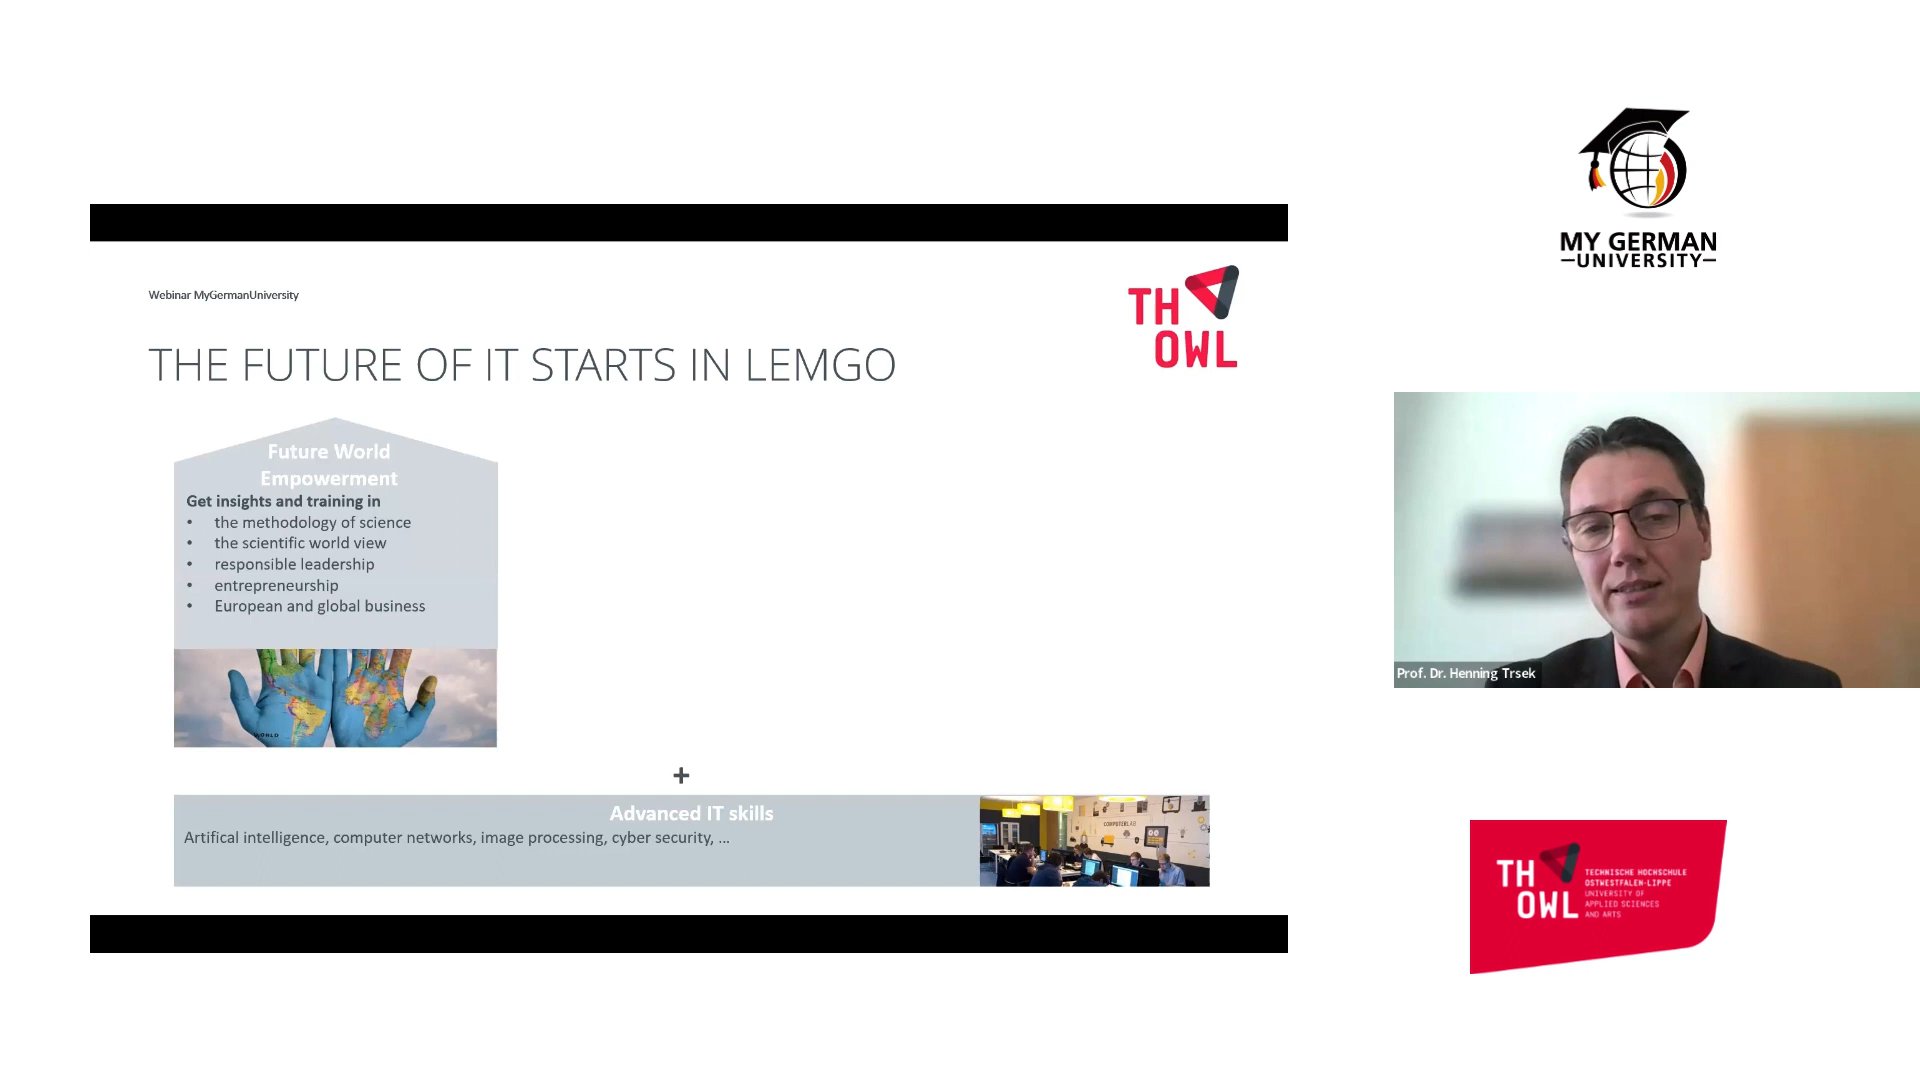 MY GERMAN
UNIVERSITY
Webinar MyGermanUniversity
TH
OWL
THE FUTURE OF IT STARTS IN LEMGO
Future World
Empowerment
Get insights and training in
• the methodology of science
• the scientific world view
• responsible leadership
• entrepreneurship
• European and global business
WORLD
+
Advanced IT skills
Artifical intelligence, computer networks, image processing, cyber security, ...
COMPUTERLAB
Prof. Dr. Henning Trsek
TH
OWL
TECHNISCHE HOCHSCHULE
OSTWESTFALEN-LIPPE
UNIVERSITY OF
APPLIED SCIENCES
AND ARTS